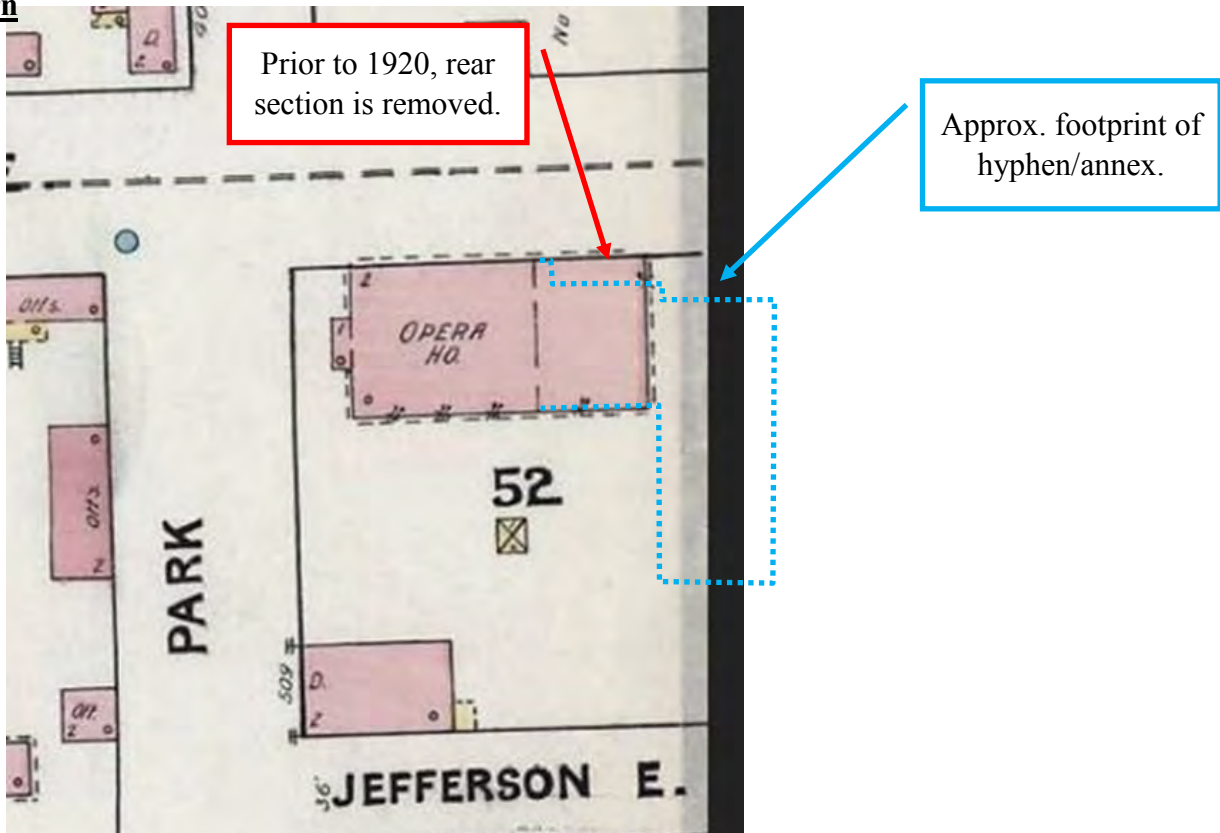 n
40
No
D.
2
Prior to 1920, rear
section is removed.
Approx. footprint of
hyphen/annex.
Offs.
2
1
OPERA
HO.
52
Offs.
2
PARK
509
D.
2
Off.
2
36'
JEFFERSON E.